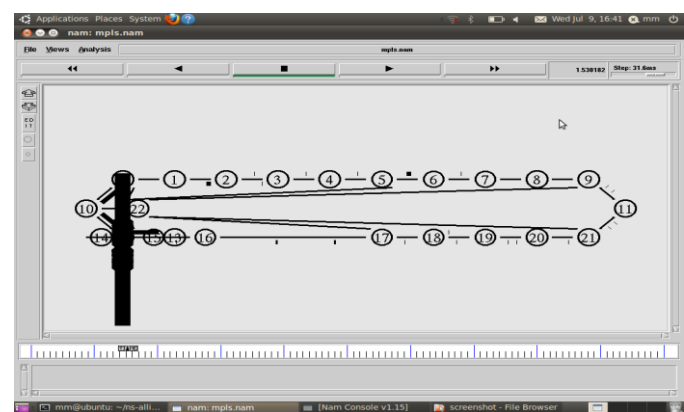 Applications Places System Wed Jul 9, 16:41 mm
nam: mpls.nam
File Views Analysis mpls.nam
1.538182 Step: 31.6ms
ED
IT
1 2 3 4 5 6 7 8 9
10 22 11
14 15 13 16 17 18 19 20 21
mm@ubuntu: ~/ns-alli... nam: mpls.nam [Nam Console v1.15] screenshot - File Browser